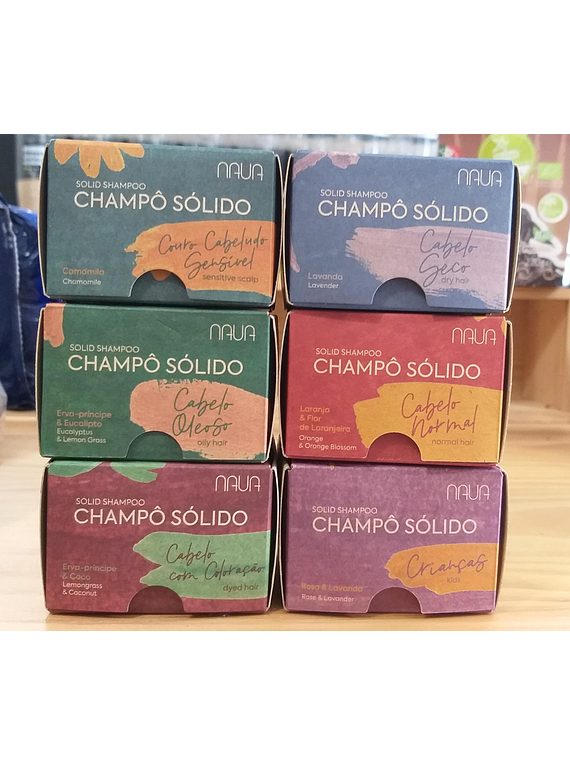 NAUA
SOLID SHAMPOO
CHAMPÔ SÓLIDO
Couro Cabeludo
Sensível
sensitive scalp
Camomila
Chamomile
NAUA
SOLID SHAMPOO
CHAMPÔ SÓLIDO
Cabelo
Seco
dry hair
Lavanda
Lavender
NAUA
SOLID SHAMPOO
CHAMPÔ SÓLIDO
Cabelo
Oleoso
oily hair
Erva-príncipe
& Eucalipto
Eucalyptus
& Lemon Grass
NAUA
SOLID SHAMPOO
CHAMPÔ SÓLIDO
Cabelo
Normal
normal hair
Laranja
& Flor
de Laranjeira
Orange
& Orange Blossom
NAUA
SOLID SHAMPOO
CHAMPÔ SÓLIDO
Cabelo
com Coloração
dyed hair
Erva-príncipe
& Coco
Lemongrass
& Coconut
NAUA
SOLID SHAMPOO
CHAMPÔ SÓLIDO
Crianças
KIDS
Rosa & Lavanda
Rose & Lavander